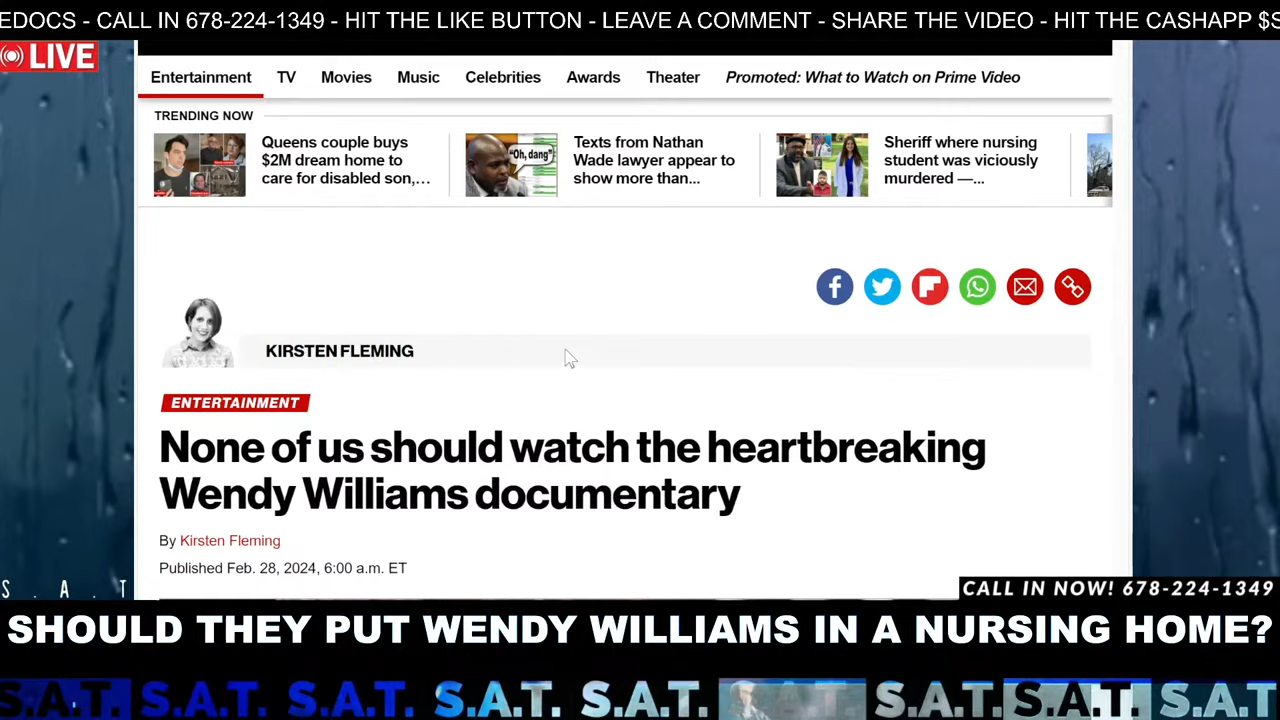 EDOCS - CALL IN 678-224-1349 - HIT THE LIKE BUTTON - LEAVE A COMMENT - SHARE THE VIDEO - HIT THE CASHAPP $S
LIVE
Entertainment TV Movies Music Celebrities Awards Theater Promoted: What to Watch on Prime Video
TRENDING NOW
Queens couple buys
$2M dream home to
care for disabled son,...
"Oh, dang"
Texts from Nathan
Wade lawyer appear to
show more than...
Sheriff where nursing
student was viciously
murdered —...
KIRSTEN FLEMING
ENTERTAINMENT
None of us should watch the heartbreaking
Wendy Williams documentary
By Kirsten Fleming
Published Feb. 28, 2024, 6:00 a.m. ET
S . A . T
CALL IN NOW! 678-224-1349
SHOULD THEY PUT WENDY WILLIAMS IN A NURSING HOME?
S.A.T. S.A.T. S.A.T. S.A.T. S.A.T. S.A.T. S.A.T. S.A.T